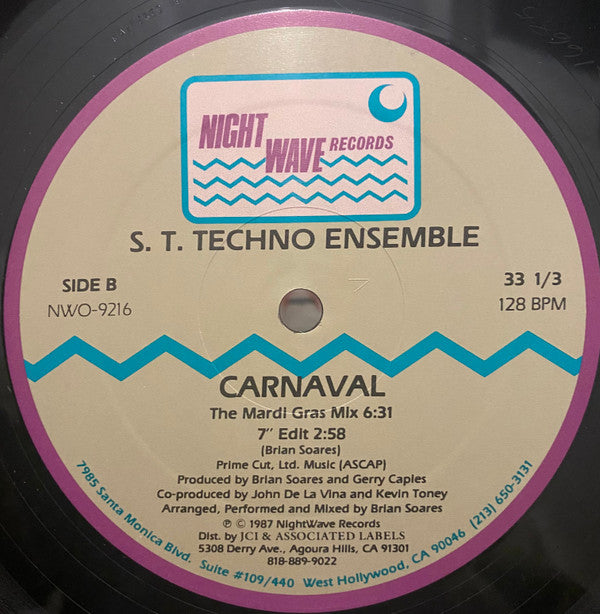 NIGHT
WAVE RECORDS
S. T. TECHNO ENSEMBLE
SIDE B
NWO-9216
33 1/3
128 BPM
CARNAVAL
The Mardi Gras Mix 6:31
7" Edit 2:58
(Brian Soares)
Prime Cut, Ltd. Music (ASCAP)
Produced by Brian Soares and Gerry Caples
Co-produced by John De La Vina and Kevin Toney
Arranged, Performed and Mixed by Brian Soares
℗ © 1987 NightWave Records
Dist. by JCI & ASSOCIATED LABELS
5308 Derry Ave., Agoura Hills, CA 91301
818-889-9022
7985 Santa Monica Blvd. Suite #109/440 West Hollywood, CA 90046 (213) 650-3131